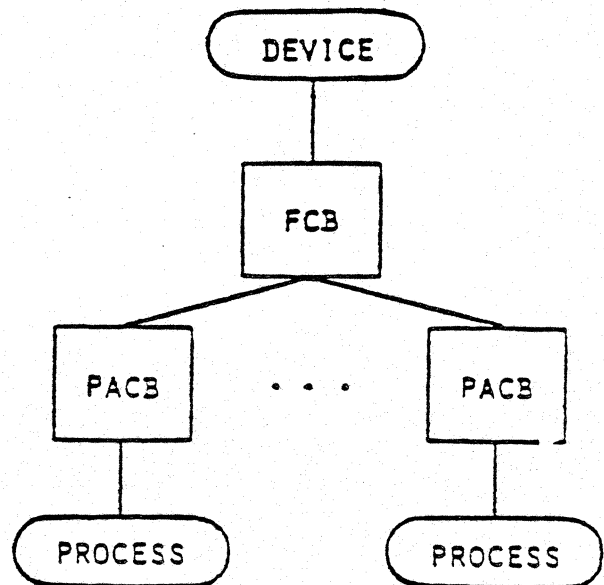 DEVICE
FCB
PACB . . . PACB
PROCESS PROCESS